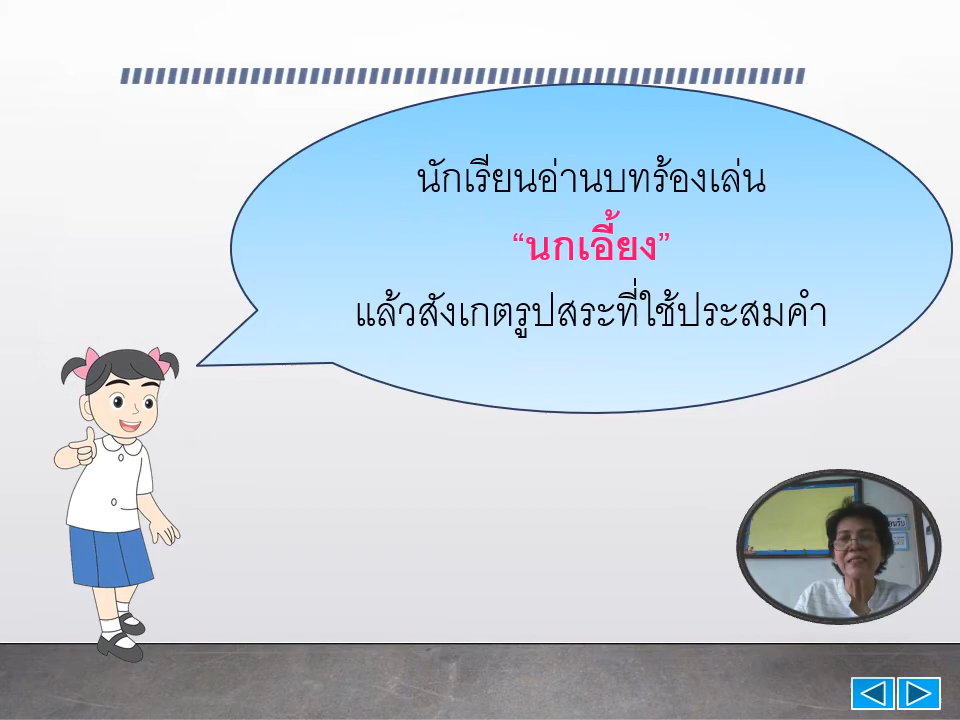 นักเรียนอ่านบทร้องเล่น
“นกเอี้ยง”
แล้วสังเกตรูปสระที่ใช้ประสมคำ